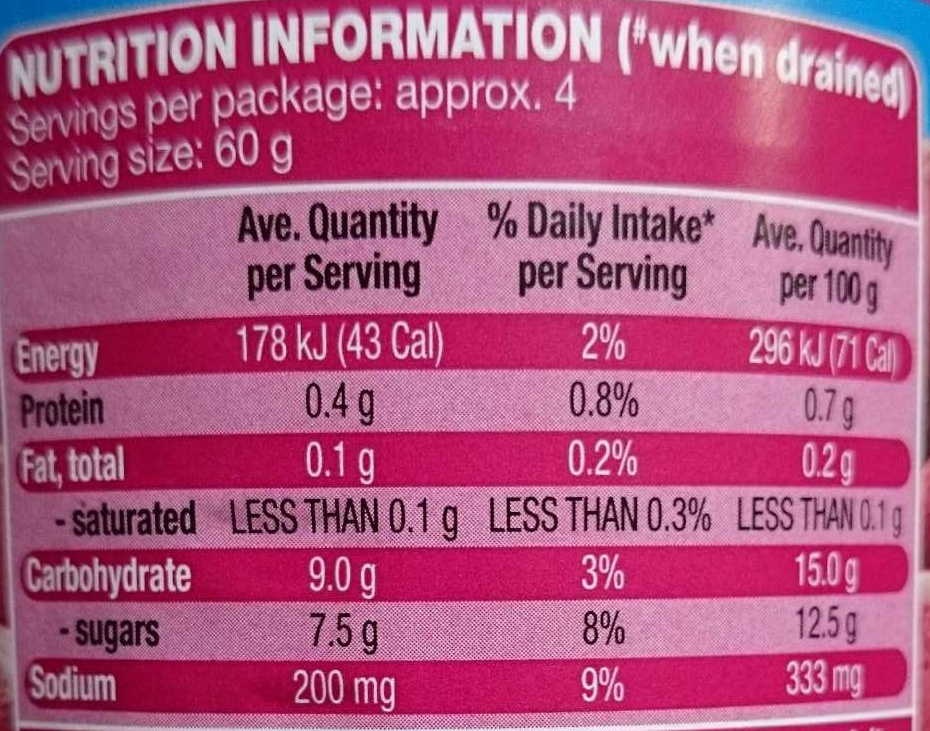 NUTRITION INFORMATION (#when drained)
Servings per package: approx. 4
Serving size: 60 g
Ave. Quantity % Daily Intake* Ave. Quantity
per Serving per Serving per 100 g
Energy 178 kJ (43 Cal) 2% 296 kJ (71 Cal)
Protein 0.4 g 0.8% 0.7 g
Fat, total 0.1 g 0.2% 0.2 g
- saturated LESS THAN 0.1 g LESS THAN 0.3% LESS THAN 0.1 g
Carbohydrate 9.0 g 3% 15.0 g
- sugars 7.5 g 8% 12.5 g
Sodium 200 mg 9% 333 mg